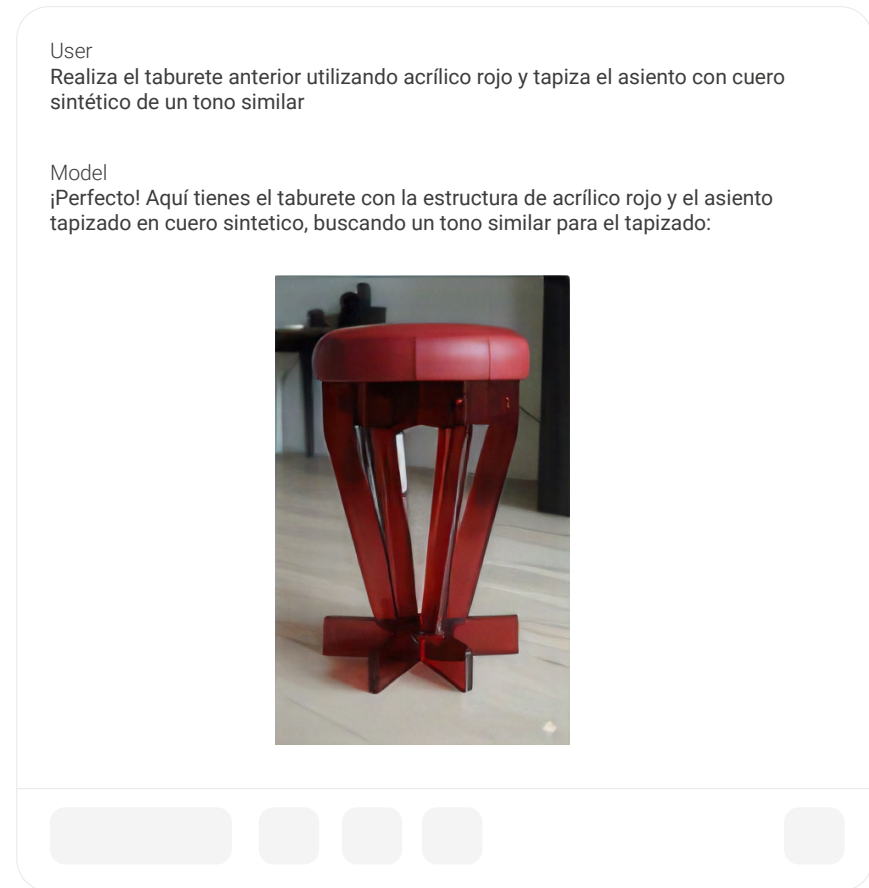 User
Realiza el taburete anterior utilizando acrílico rojo y tapiza el asiento con cuero
sintético de un tono similar
Model
¡Perfecto! Aquí tienes el taburete con la estructura de acrílico rojo y el asiento
tapizado en cuero sintetico, buscando un tono similar para el tapizado: